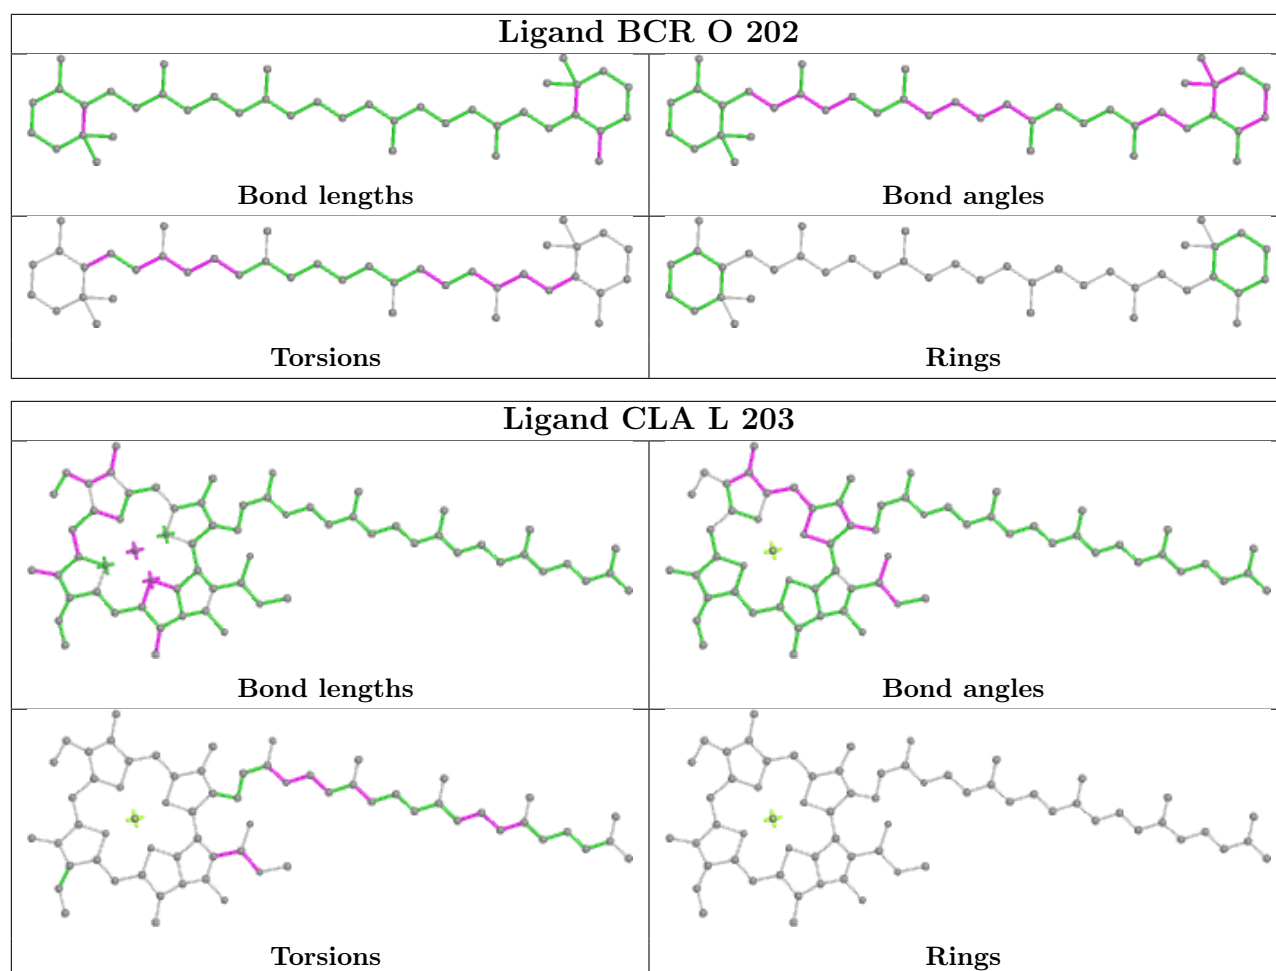 Ligand BCR O 202
Bond lengths
Bond angles
Torsions
Rings
Ligand CLA L 203
Bond lengths
Bond angles
Torsions
Rings